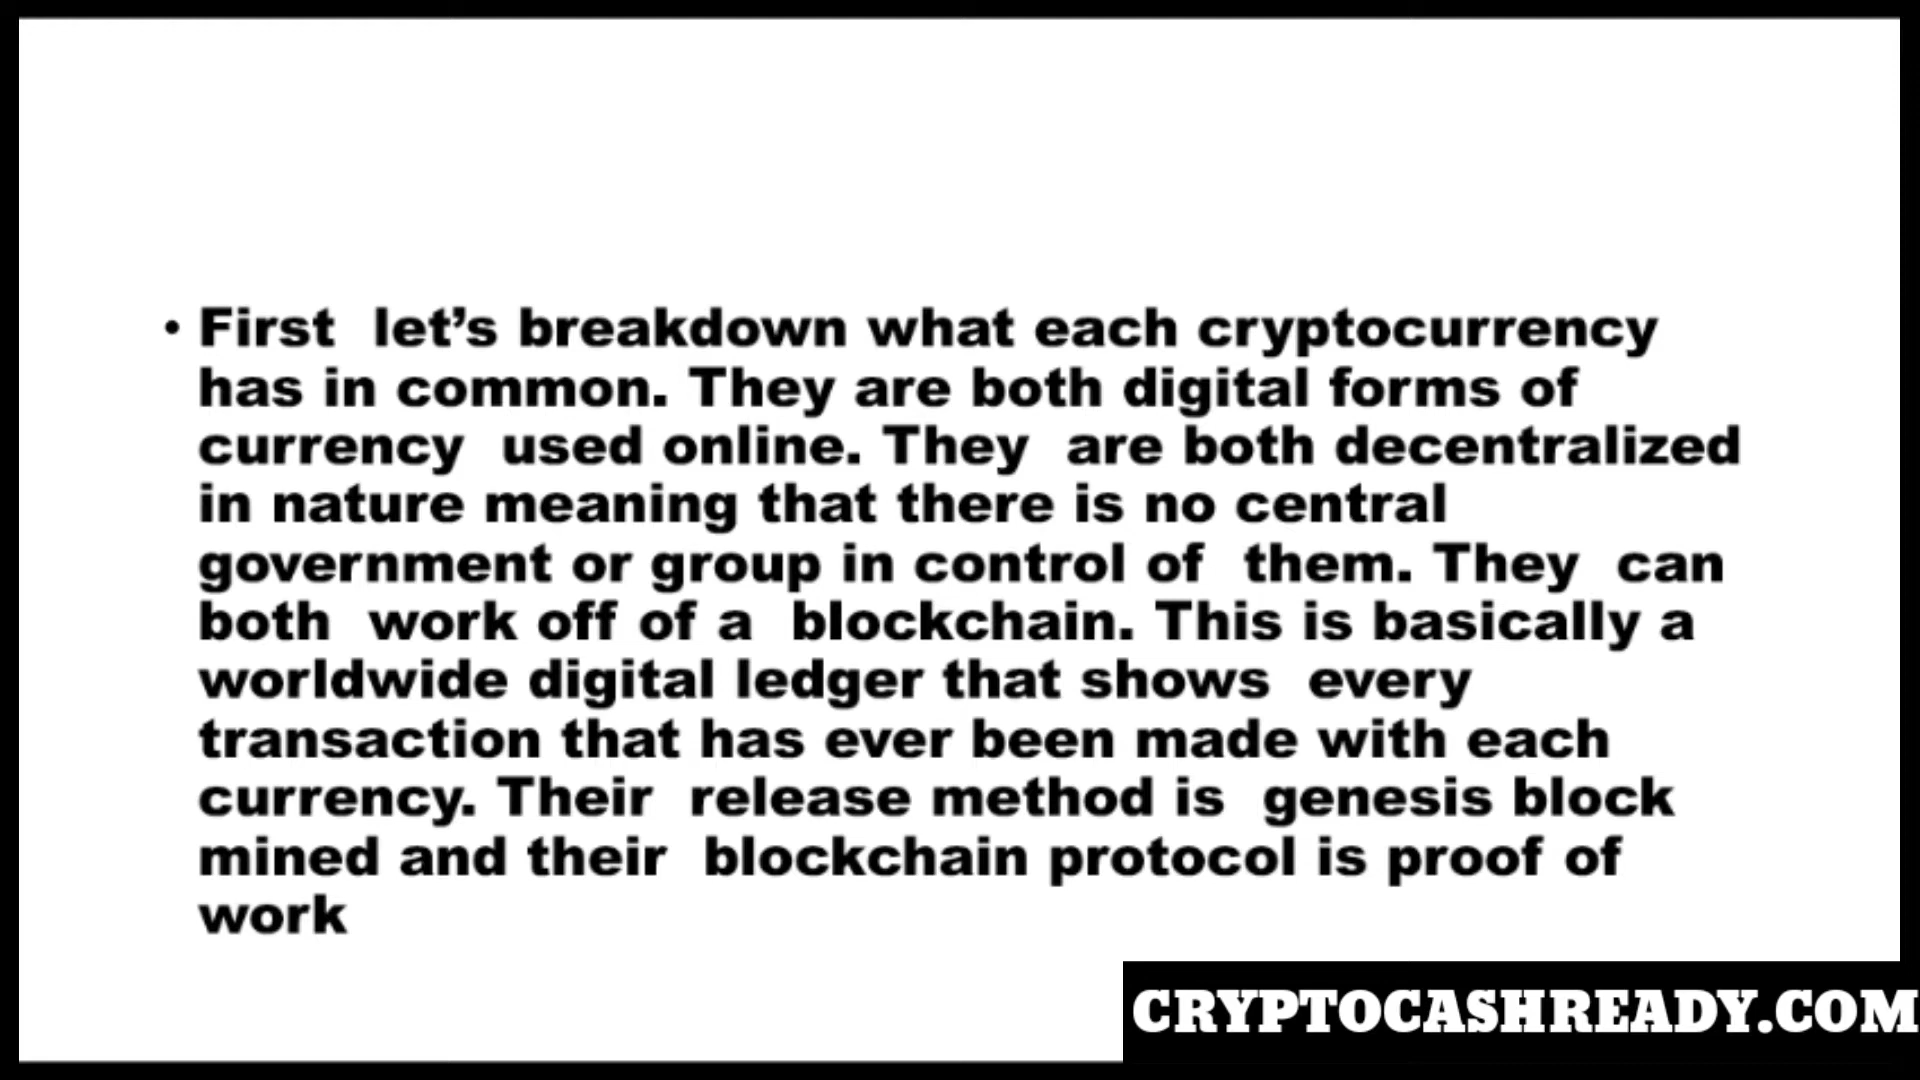 • First let’s breakdown what each cryptocurrency
has in common. They are both digital forms of
currency used online. They are both decentralized
in nature meaning that there is no central
government or group in control of them. They can
both work off of a blockchain. This is basically a
worldwide digital ledger that shows every
transaction that has ever been made with each
currency. Their release method is genesis block
mined and their blockchain protocol is proof of
work
CRYPTOCASHREADY.COM